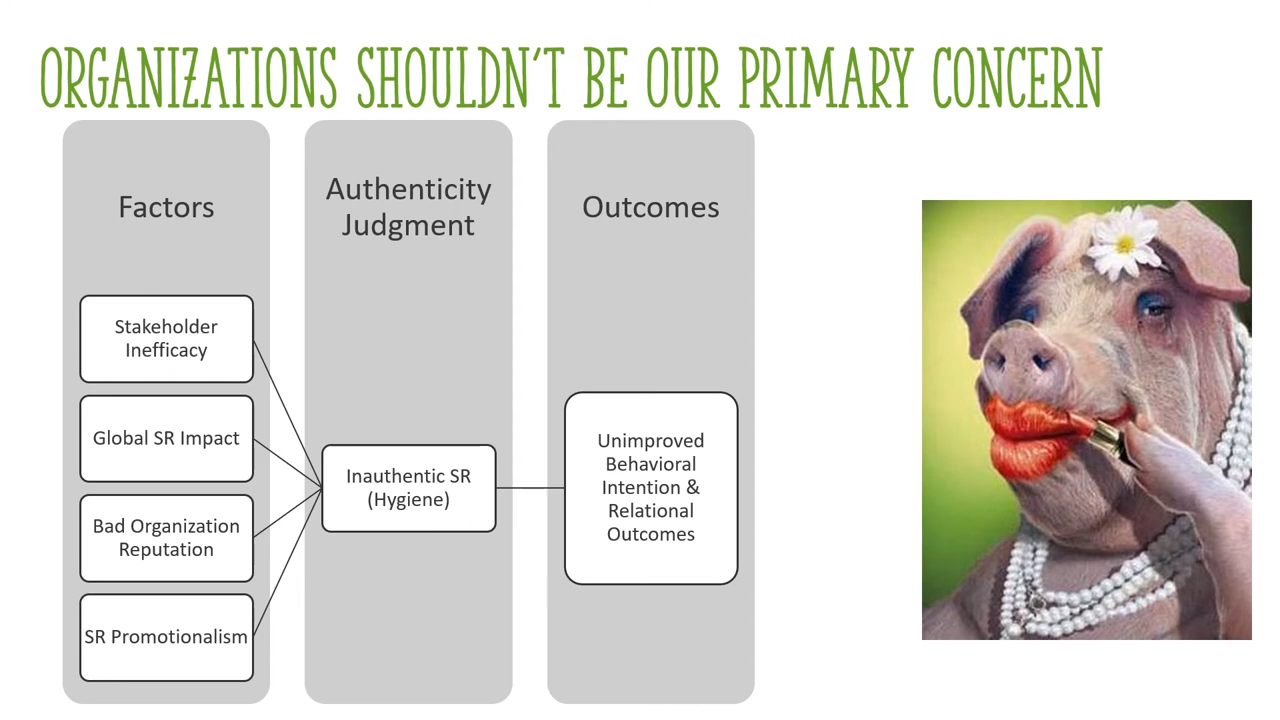 ORGANIZATIONS SHOULDN'T BE OUR PRIMARY CONCERN
Factors
Stakeholder
Inefficacy
Global SR Impact
Bad Organization
Reputation
SR Promotionalism
Authenticity
Judgment
Inauthentic SR
(Hygiene)
Outcomes
Unimproved
Behavioral
Intention &
Relational
Outcomes